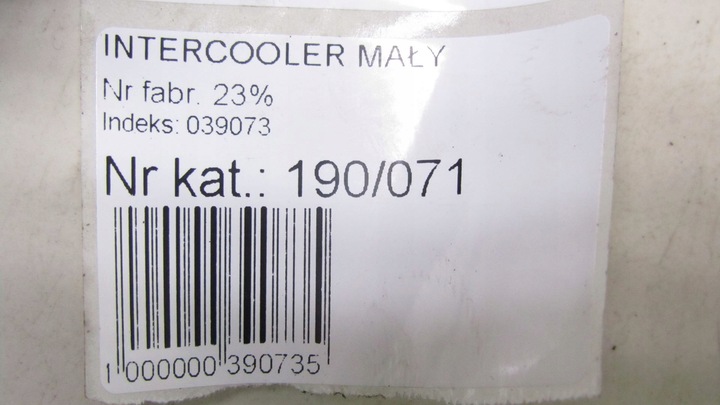 INTERCOOLER MAŁY
Nr fabr. 23%
Indeks: 039073
Nr kat.: 190/071
1 000000 390735